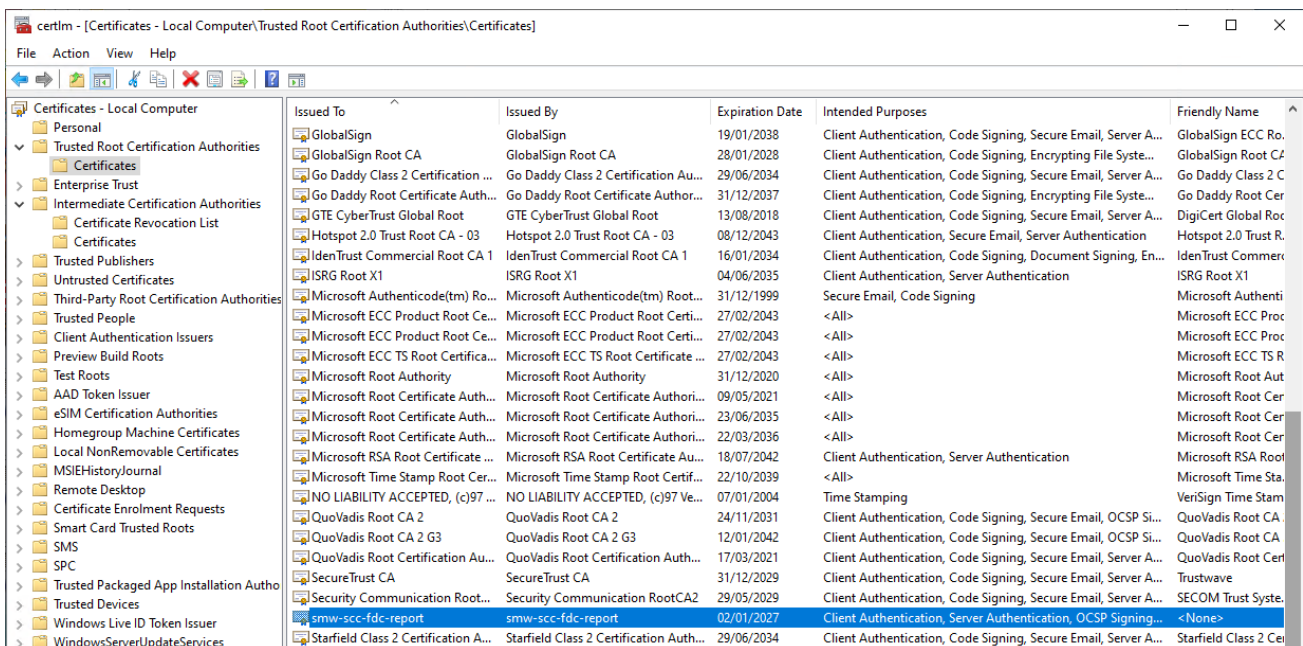 certlm - [Certificates - Local Computer\Trusted Root Certification Authorities\Certificates]
File Action View Help
Certificates - Local Computer
Personal
Trusted Root Certification Authorities
Certificates
Enterprise Trust
Intermediate Certification Authorities
Certificate Revocation List
Certificates
Trusted Publishers
Untrusted Certificates
Third-Party Root Certification Authorities
Trusted People
Client Authentication Issuers
Preview Build Roots
Test Roots
AAD Token Issuer
eSIM Certification Authorities
Homegroup Machine Certificates
Local NonRemovable Certificates
MSIEHistoryJournal
Remote Desktop
Certificate Enrolment Requests
Smart Card Trusted Roots
SMS
SPC
Trusted Packaged App Installation Autho
Trusted Devices
Windows Live ID Token Issuer
WindowsServerUpdateServices
Issued To Issued By Expiration Date Intended Purposes Friendly Name
GlobalSign GlobalSign 19/01/2038 Client Authentication, Code Signing, Secure Email, Server A... GlobalSign ECC Ro.
GlobalSign Root CA GlobalSign Root CA 28/01/2028 Client Authentication, Code Signing, Encrypting File Syste... GlobalSign Root CA
Go Daddy Class 2 Certification ... Go Daddy Class 2 Certification Au... 29/06/2034 Client Authentication, Code Signing, Secure Email, Server A... Go Daddy Class 2 C
Go Daddy Root Certificate Auth... Go Daddy Root Certificate Author... 31/12/2037 Client Authentication, Code Signing, Encrypting File Syste... Go Daddy Root Cer
GTE CyberTrust Global Root GTE CyberTrust Global Root 13/08/2018 Client Authentication, Code Signing, Secure Email, Server A... DigiCert Global Roo
Hotspot 2.0 Trust Root CA - 03 Hotspot 2.0 Trust Root CA - 03 08/12/2043 Client Authentication, Secure Email, Server Authentication Hotspot 2.0 Trust R.
IdenTrust Commercial Root CA 1 IdenTrust Commercial Root CA 1 16/01/2034 Client Authentication, Code Signing, Document Signing, En... IdenTrust Commerc
ISRG Root X1 ISRG Root X1 04/06/2035 Client Authentication, Server Authentication ISRG Root X1
Microsoft Authenticode(tm) Ro... Microsoft Authenticode(tm) Root... 31/12/1999 Secure Email, Code Signing Microsoft Authenti
Microsoft ECC Product Root Ce... Microsoft ECC Product Root Certi... 27/02/2043 <All> Microsoft ECC Proc
Microsoft ECC Product Root Ce... Microsoft ECC Product Root Certi... 27/02/2043 <All> Microsoft ECC Proc
Microsoft ECC TS Root Certifica... Microsoft ECC TS Root Certificate ... 27/02/2043 <All> Microsoft ECC TS R
Microsoft Root Authority Microsoft Root Authority 31/12/2020 <All> Microsoft Root Aut
Microsoft Root Certificate Auth... Microsoft Root Certificate Authori... 09/05/2021 <All> Microsoft Root Cer
Microsoft Root Certificate Auth... Microsoft Root Certificate Authori... 23/06/2035 <All> Microsoft Root Cer
Microsoft Root Certificate Auth... Microsoft Root Certificate Authori... 22/03/2036 <All> Microsoft Root Cer
Microsoft RSA Root Certificate ... Microsoft RSA Root Certificate Au... 18/07/2042 Client Authentication, Server Authentication Microsoft RSA Root
Microsoft Time Stamp Root Cer... Microsoft Time Stamp Root Certif... 22/10/2039 <All> Microsoft Time Sta.
NO LIABILITY ACCEPTED, (c)97 ... NO LIABILITY ACCEPTED, (c)97 Ve... 07/01/2004 Time Stamping VeriSign Time Stam
QuoVadis Root CA 2 QuoVadis Root CA 2 24/11/2031 Client Authentication, Code Signing, Secure Email, OCSP Si... QuoVadis Root CA .
QuoVadis Root CA 2 G3 QuoVadis Root CA 2 G3 12/01/2042 Client Authentication, Code Signing, Secure Email, OCSP Si... QuoVadis Root CA
QuoVadis Root Certification Au... QuoVadis Root Certification Auth... 17/03/2021 Client Authentication, Code Signing, Secure Email, Server A... QuoVadis Root Cert
SecureTrust CA SecureTrust CA 31/12/2029 Client Authentication, Code Signing, Secure Email, Server A... Trustwave
Security Communication Root... Security Communication RootCA2 29/05/2029 Client Authentication, Code Signing, Secure Email, Server A... SECOM Trust Syste.
smw-scc-fdc-report smw-scc-fdc-report 02/01/2027 Client Authentication, Server Authentication, OCSP Signing... <None>
Starfield Class 2 Certification A... Starfield Class 2 Certification Auth... 29/06/2034 Client Authentication, Code Signing, Secure Email, Server A... Starfield Class 2 Cer